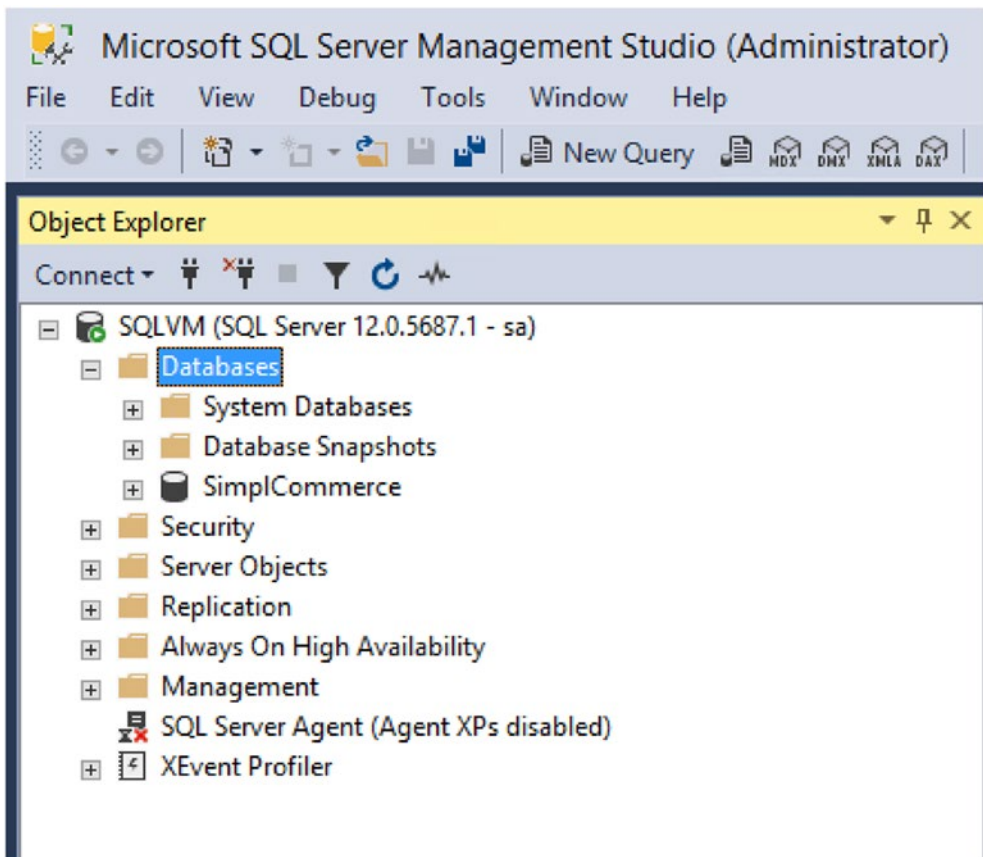 Microsoft SQL Server Management Studio (Administrator)
File Edit View Debug Tools Window Help
New Query MDX DMX XMLA DAX
Object Explorer
Connect
SQLVM (SQL Server 12.0.5687.1 - sa)
Databases
System Databases
Database Snapshots
SimplCommerce
Security
Server Objects
Replication
Always On High Availability
Management
SQL Server Agent (Agent XPs disabled)
XEvent Profiler